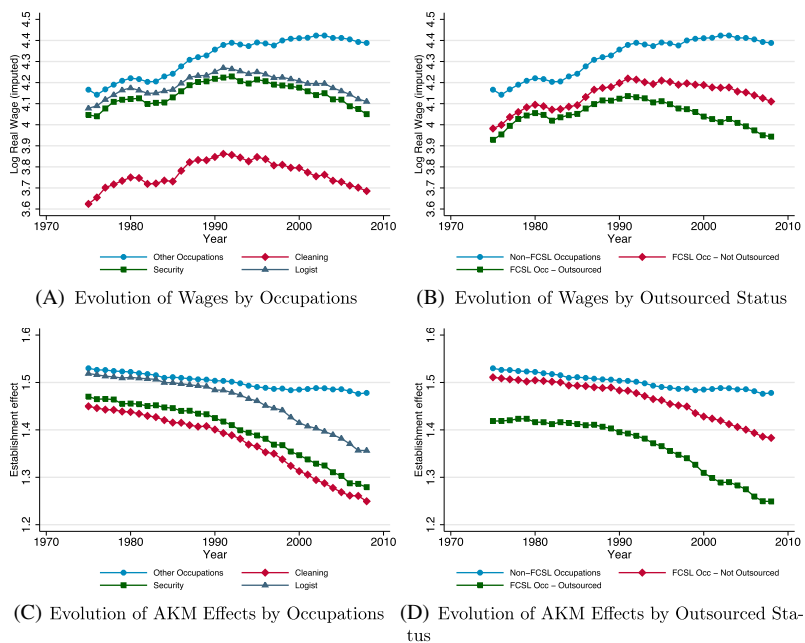 Log Real Wage (imputed)
3.6 3.7 3.8 3.9 4 4.1 4.2 4.3 4.4 4.5
1970 1980 1990 2000 2010
Year
Other Occupations Cleaning
Security Logist
(A) Evolution of Wages by Occupations
Log Real Wage (imputed)
3.6 3.7 3.8 3.9 4 4.1 4.2 4.3 4.4 4.5
1970 1980 1990 2000 2010
Year
Non-FCSL Occupations FCSL Occ - Not Outsourced
FCSL Occ - Outsourced
(B) Evolution of Wages by Outsourced Status
Establishment effect
1.2 1.3 1.4 1.5 1.6
1970 1980 1990 2000 2010
Year
Other Occupations Cleaning
Security Logist
(C) Evolution of AKM Effects by Occupations
Establishment effect
1.2 1.3 1.4 1.5 1.6
1970 1980 1990 2000 2010
Year
Non-FCSL Occupations FCSL Occ - Not Outsourced
FCSL Occ - Outsourced
(D) Evolution of AKM Effects by Outsourced Sta-
tus